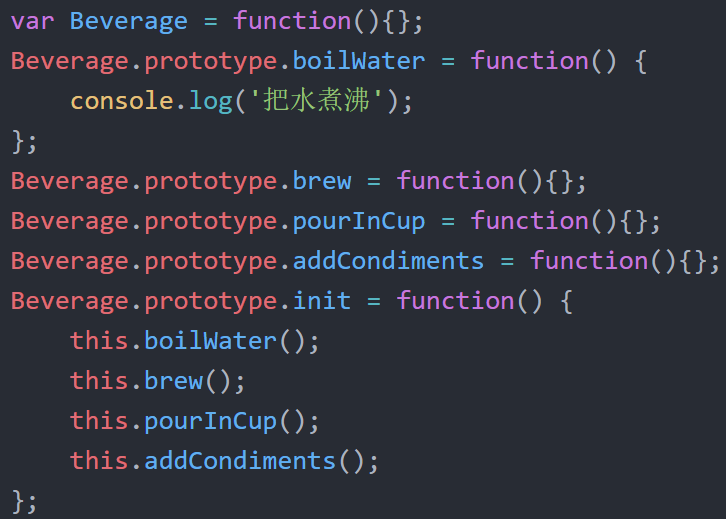 var Beverage = function(){};
Beverage.prototype.boilWater = function() {
    console.log('把水煮沸');
};
Beverage.prototype.brew = function(){};
Beverage.prototype.pourInCup = function(){};
Beverage.prototype.addCondiments = function(){};
Beverage.prototype.init = function() {
    this.boilWater();
    this.brew();
    this.pourInCup();
    this.addCondiments();
};